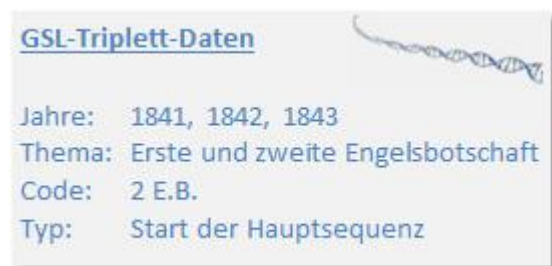 GSL-Triplett-Daten
Jahre: 1841, 1842, 1843
Thema: Erste und zweite Engelsbotschaft
Code: 2 E.B.
Typ: Start der Hauptsequenz